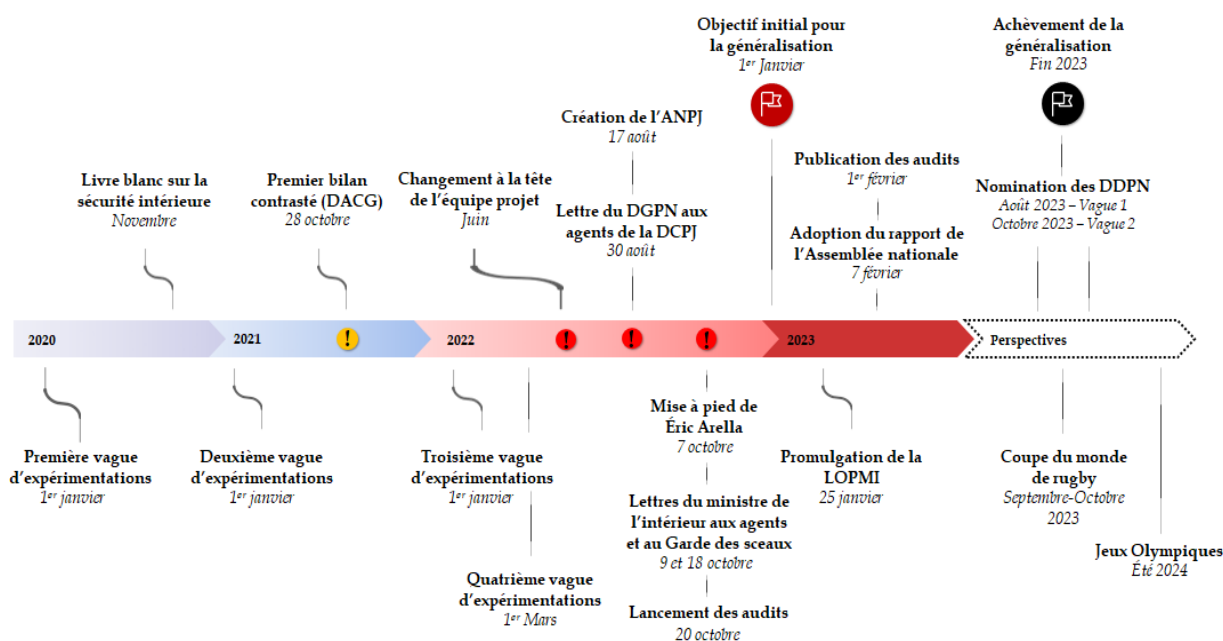 Objectif initial pour
la généralisation
1er Janvier
Achèvement de la
généralisation
Fin 2023
Création de l'ANPJ
17 août
Publication des audits
1er février
Livre blanc sur la
sécurité intérieure
Novembre
Premier bilan
contrasté (DACG)
28 octobre
Changement à la tête
de l'équipe projet
Juin
Lettre du DGPN aux
agents de la DCPJ
30 août
Adoption du rapport de
l'Assemblée nationale
7 février
Nomination des DDPN
Août 2023 – Vague 1
Octobre 2023 – Vague 2
2020
2021
!
2022
!
!
!
2023
Perspectives
Première vague
d'expérimentations
1er janvier
Deuxième vague
d'expérimentations
1er janvier
Troisième vague
d'expérimentations
1er janvier
Quatrième vague
d'expérimentations
1er Mars
Mise à pied de
Éric Arella
7 octobre
Lettres du ministre de
l'intérieur aux agents
et au Garde des sceaux
9 et 18 octobre
Lancement des audits
20 octobre
Promulgation de la
LOPMI
25 janvier
Coupe du monde
de rugby
Septembre-Octobre
2023
Jeux Olympiques
Été 2024